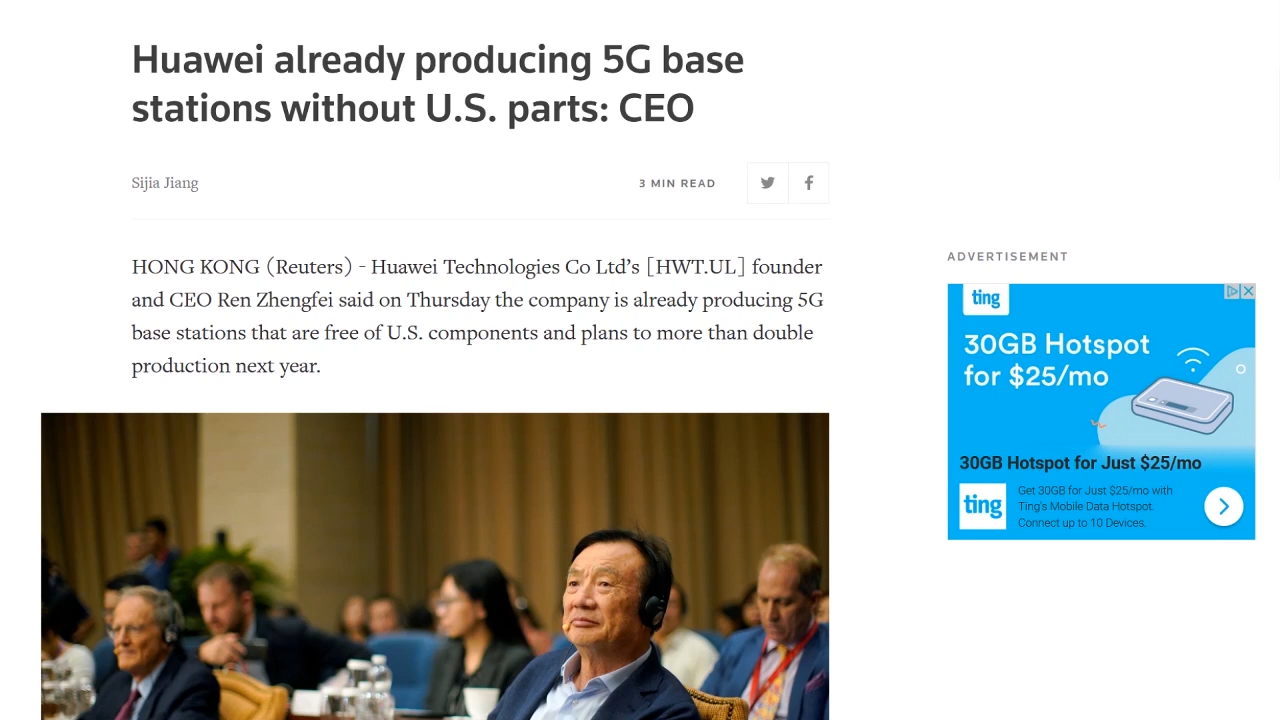 Huawei already producing 5G base
stations without U.S. parts: CEO
Sijia Jiang
3 MIN READ
HONG KONG (Reuters) - Huawei Technologies Co Ltd’s [HWT.UL] founder
and CEO Ren Zhengfei said on Thursday the company is already producing 5G
base stations that are free of U.S. components and plans to more than double
production next year.
ADVERTISEMENT
ting
30GB Hotspot
for $25/mo
30GB Hotspot for Just $25/mo
ting
Get 30GB for Just $25/mo with
Ting's Mobile Data Hotspot.
Connect up to 10 Devices.